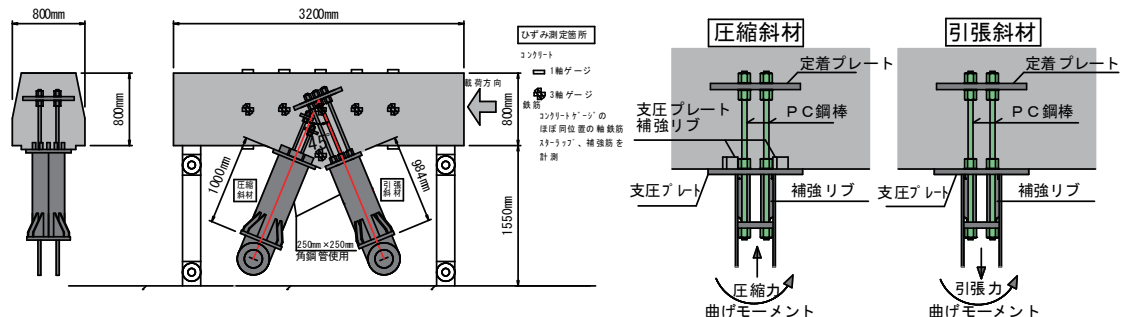 800mm
3200mm
800mm
ひずみ測定箇所
コンクリート
1軸ゲージ
3軸ゲージ
載荷方向
鉄筋
コンクリートゲージの
ほぼ同位置の軸鉄筋
スターラップ、補強筋を
計測
800mm
1550mm
1000mm
984mm
圧縮
斜材
引張
斜材
250mm×250mm
角鋼管使用
圧縮斜材
定着プレート
支圧プレート
補強リブ
PC鋼棒
支圧プレート
補強リブ
圧縮力
曲げモーメント
引張斜材
定着プレート
PC鋼棒
支圧プレート
補強リブ
引張力
曲げモーメント